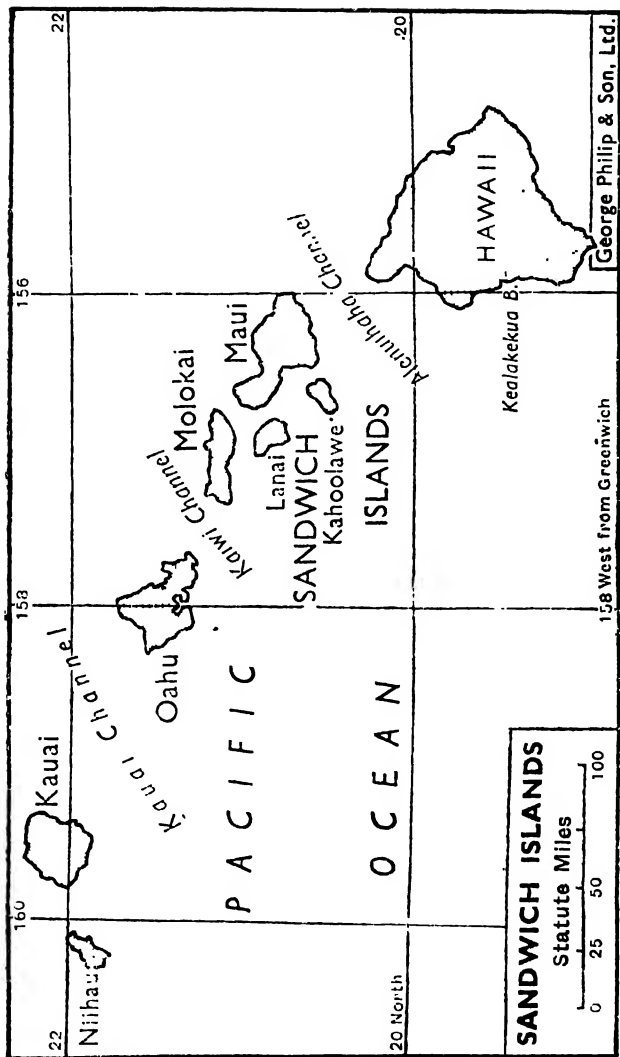 22
160
158
156
22
Niihau
Kauai
Kauai Channel
Oahu
Kaiwi Channel
Molokai
Maui
Lanai
SANDWICH
Kahoolawe
ISLANDS
Alenuihaha Channel
PACIFIC
OCEAN
20 North
20
HAWAII
Kealakekua B.
158 West from Greenwich
SANDWICH ISLANDS
Statute Miles
0 25 50 100
George Philip & Son, Ltd.